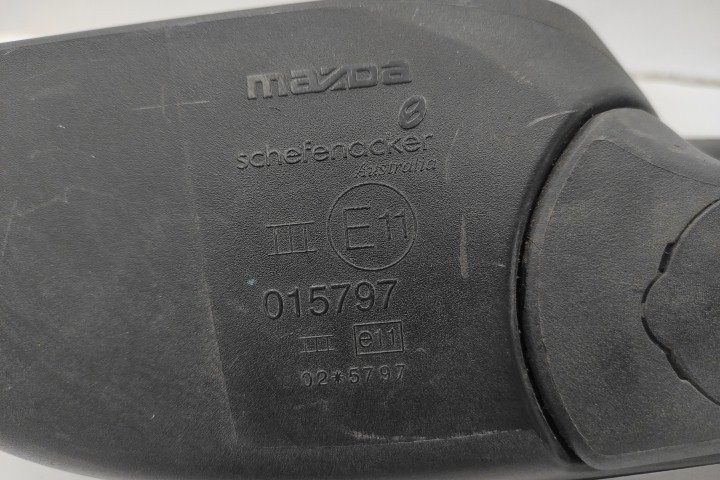 mazda
schefenacker
Australia
III E11
015797
III e11
02*5797